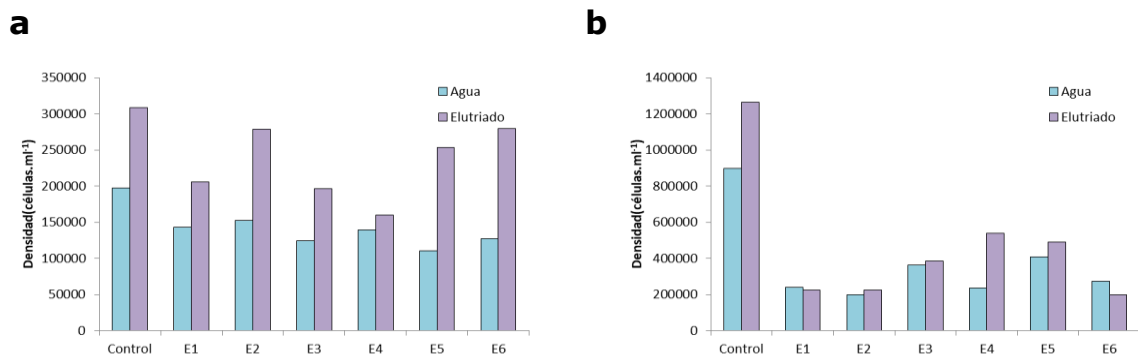 a
350000
300000
250000
200000
150000
100000
50000
0
Densidad(células.ml-1)
Agua
Elutriado
Control E1 E2 E3 E4 E5 E6
b
1400000
1200000
1000000
800000
600000
400000
200000
0
Densidad(células.ml-1)
Agua
Elutriado
Control E1 E2 E3 E4 E5 E6